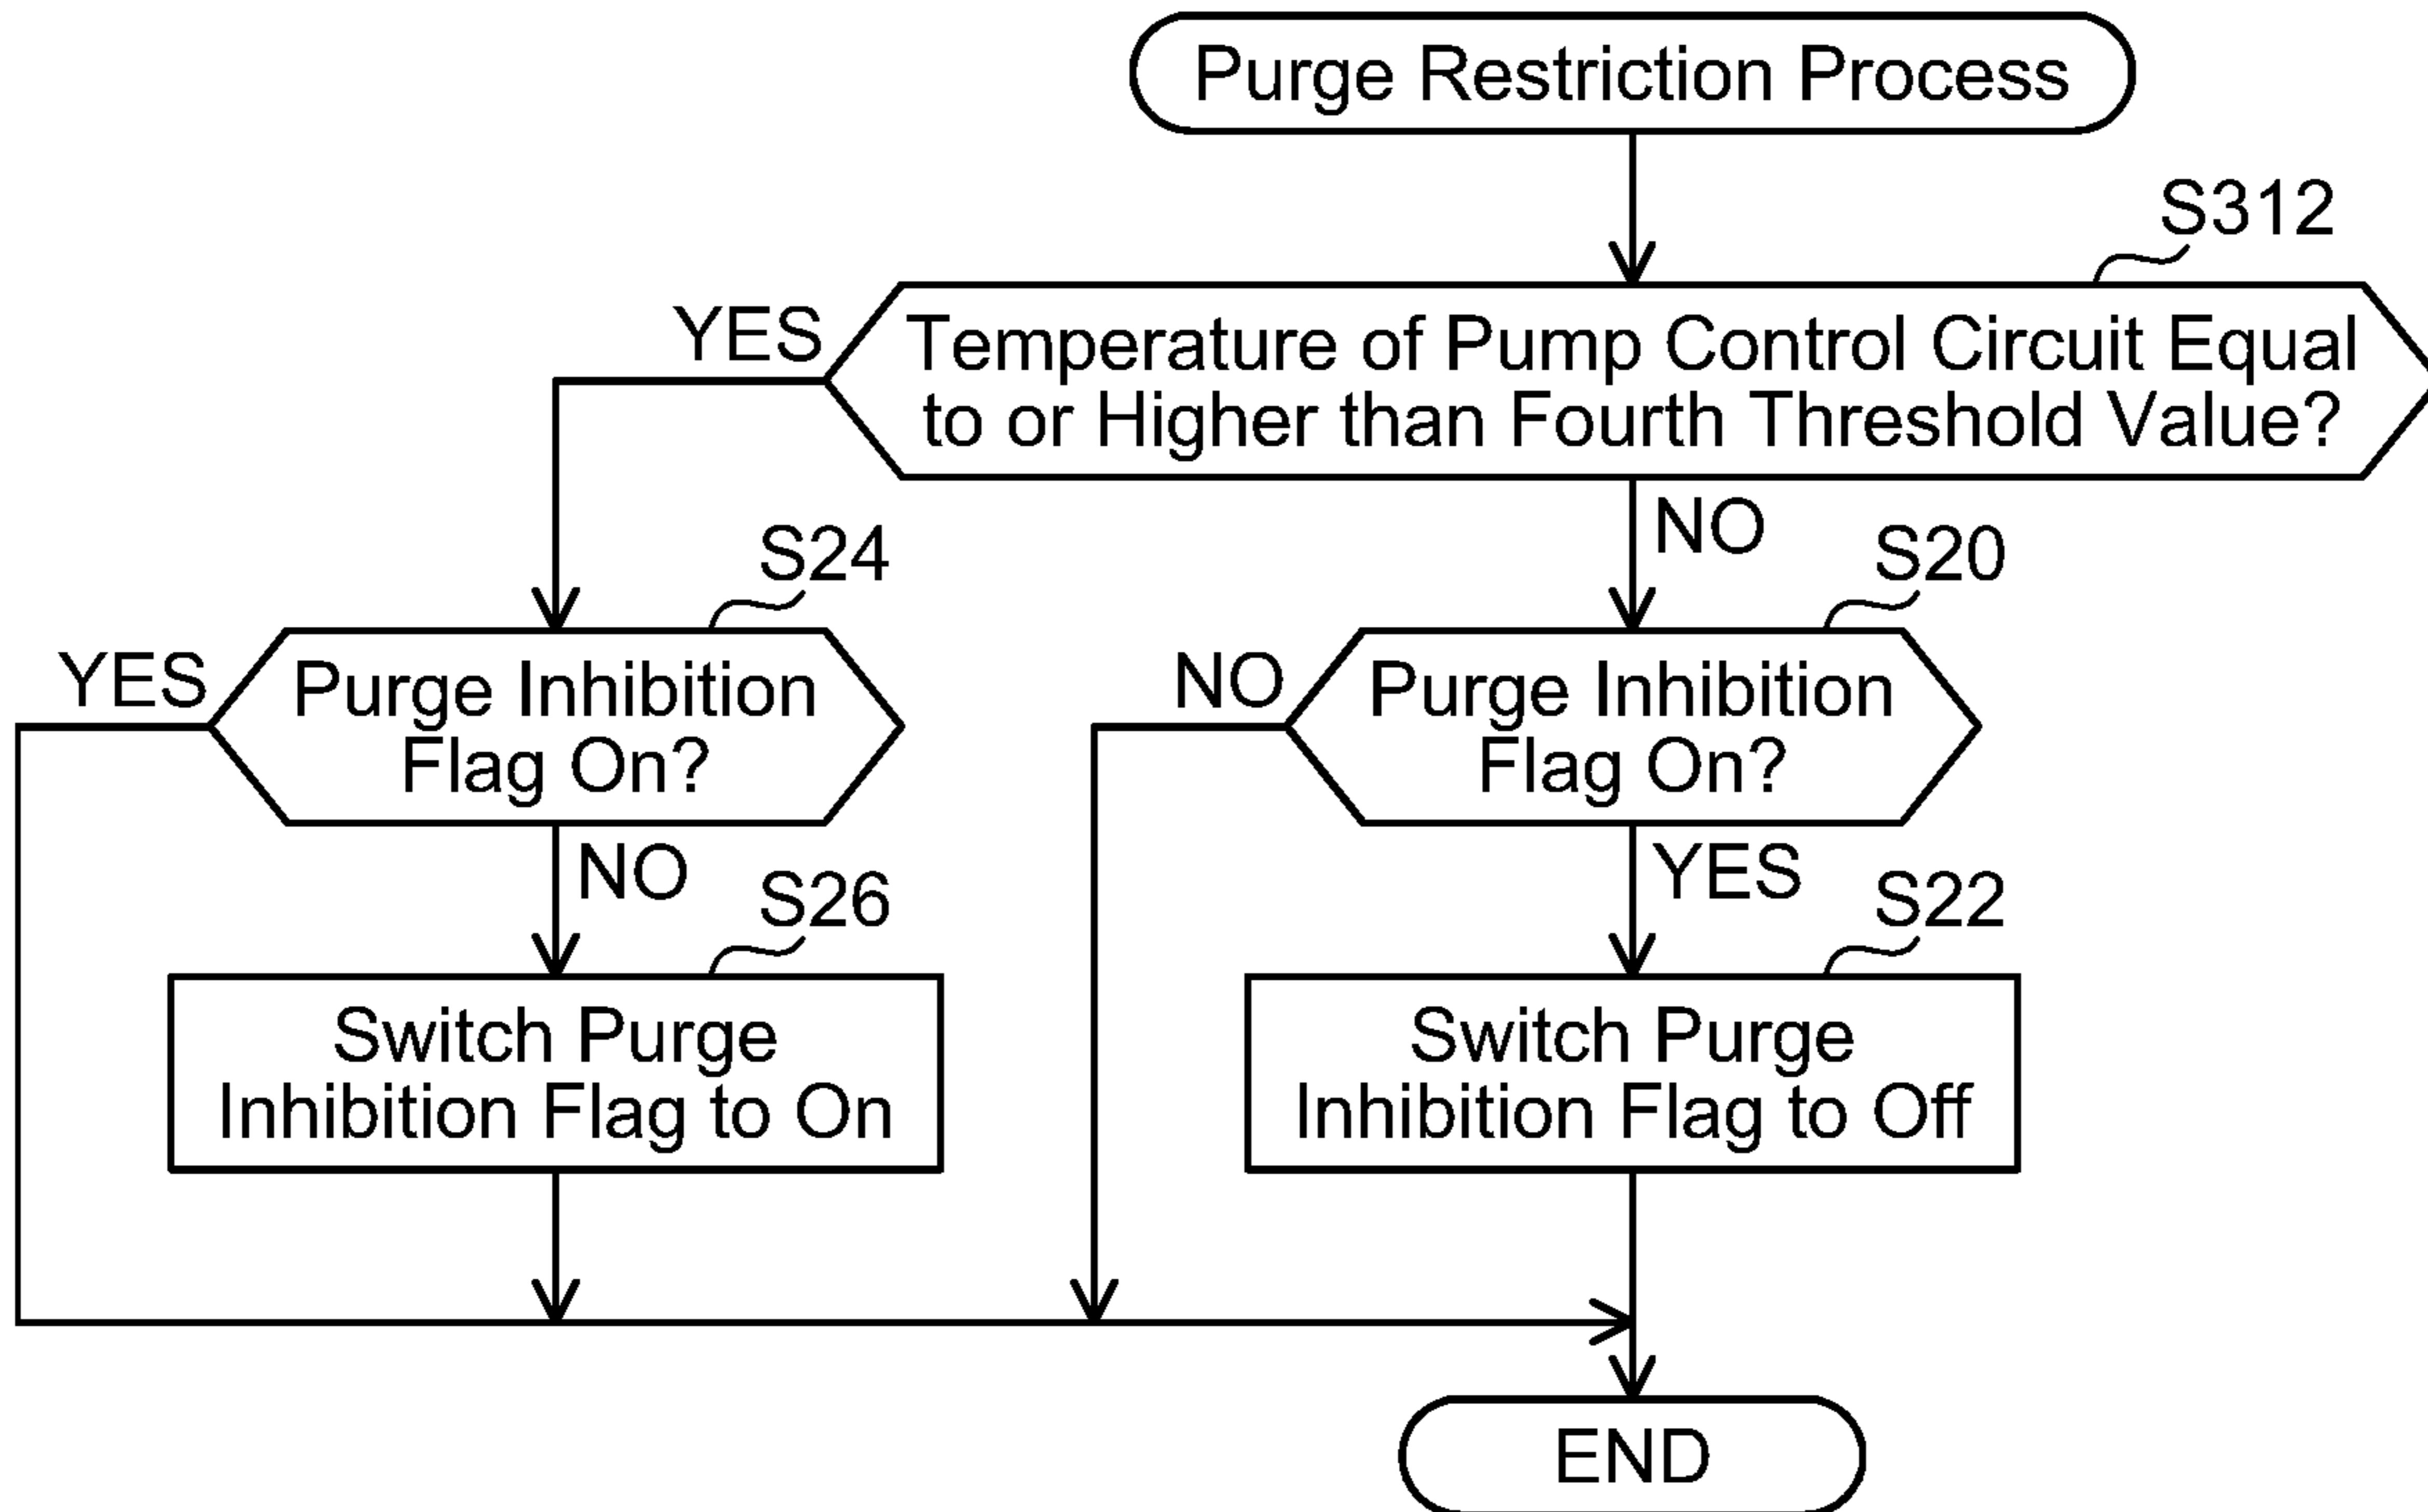 Purge Restriction Process
S312
YES
Temperature of Pump Control Circuit Equal
to or Higher than Fourth Threshold Value?
NO
S24
S20
YES
Purge Inhibition
Flag On?
NO
Purge Inhibition
Flag On?
NO
S26
YES
S22
Switch Purge
Inhibition Flag to On
Switch Purge
Inhibition Flag to Off
END